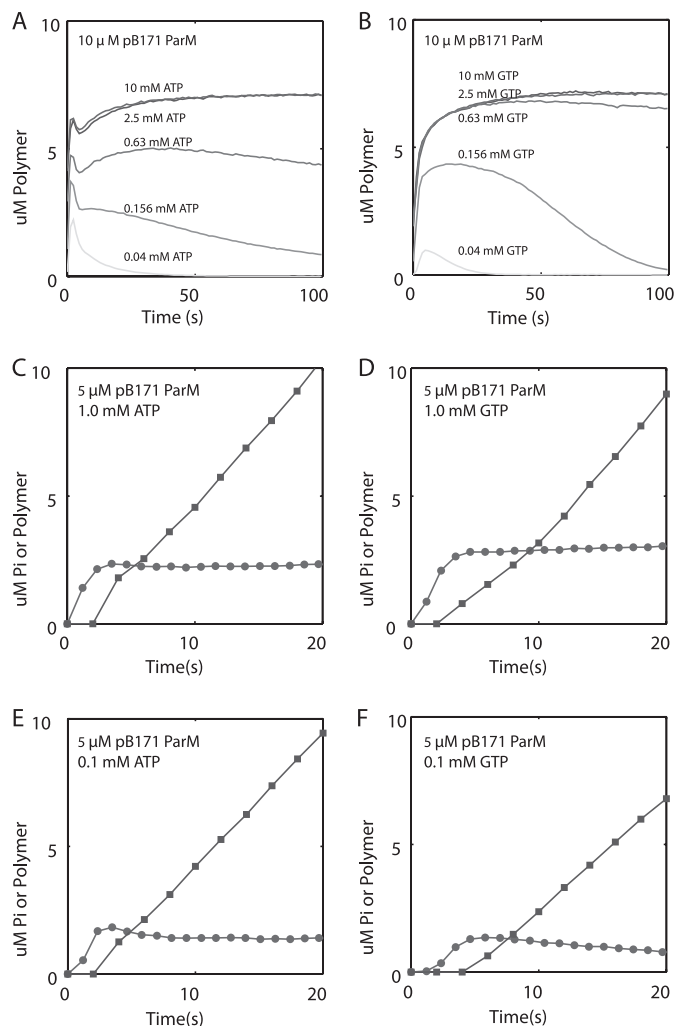 A
10 μ M pB171 ParM
10 mM ATP
2.5 mM ATP
0.63 mM ATP
0.156 mM ATP
0.04 mM ATP
uM Polymer
10
5
0
0
50
100
Time (s)
B
10 μ M pB171 ParM
10 mM GTP
2.5 mM GTP
0.63 mM GTP
0.156 mM GTP
0.04 mM GTP
uM Polymer
10
5
0
0
50
100
Time (s)
C
5 μM pB171 ParM
1.0 mM ATP
uM Pi or Polymer
10
5
0
0
10
20
Time(s)
D
5 μM pB171 ParM
1.0 mM GTP
uM Pi or Polymer
10
5
0
0
10
20
Time(s)
E
5 μM pB171 ParM
0.1 mM ATP
uM Pi or Polymer
10
5
0
0
10
20
Time(s)
F
5 μM pB171 ParM
0.1 mM GTP
uM Pi or Polymer
10
5
0
0
10
20
Time(s)